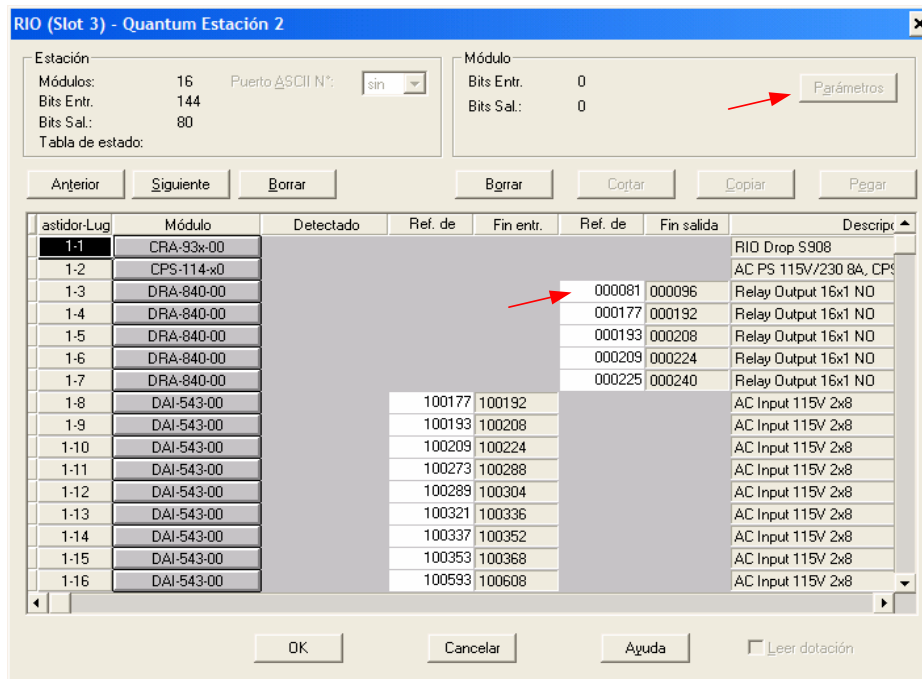 RIO (Slot 3) - Quantum Estación 2
Estación
Módulos: 16 Puerto ASCII N°: sin
Bits Entr. 144
Bits Sal.: 80
Tabla de estado:
Módulo
Bits Entr. 0
Bits Sal.: 0
Parámetros
Anterior Siguiente Borrar Borrar Cortar Copiar Pegar
astidor-Lug Módulo Detectado Ref. de Fin entr. Ref. de Fin salida Descripc
1-1 CRA-93x-00 RIO Drop S908
1-2 CPS-114-x0 AC PS 115V/230 8A, CPS
1-3 DRA-840-00 000081 000096 Relay Output 16x1 NO
1-4 DRA-840-00 000177 000192 Relay Output 16x1 NO
1-5 DRA-840-00 000193 000208 Relay Output 16x1 NO
1-6 DRA-840-00 000209 000224 Relay Output 16x1 NO
1-7 DRA-840-00 000225 000240 Relay Output 16x1 NO
1-8 DAI-543-00 100177 100192 AC Input 115V 2x8
1-9 DAI-543-00 100193 100208 AC Input 115V 2x8
1-10 DAI-543-00 100209 100224 AC Input 115V 2x8
1-11 DAI-543-00 100273 100288 AC Input 115V 2x8
1-12 DAI-543-00 100289 100304 AC Input 115V 2x8
1-13 DAI-543-00 100321 100336 AC Input 115V 2x8
1-14 DAI-543-00 100337 100352 AC Input 115V 2x8
1-15 DAI-543-00 100353 100368 AC Input 115V 2x8
1-16 DAI-543-00 100593 100608 AC Input 115V 2x8
OK Cancelar Ayuda Leer dotación